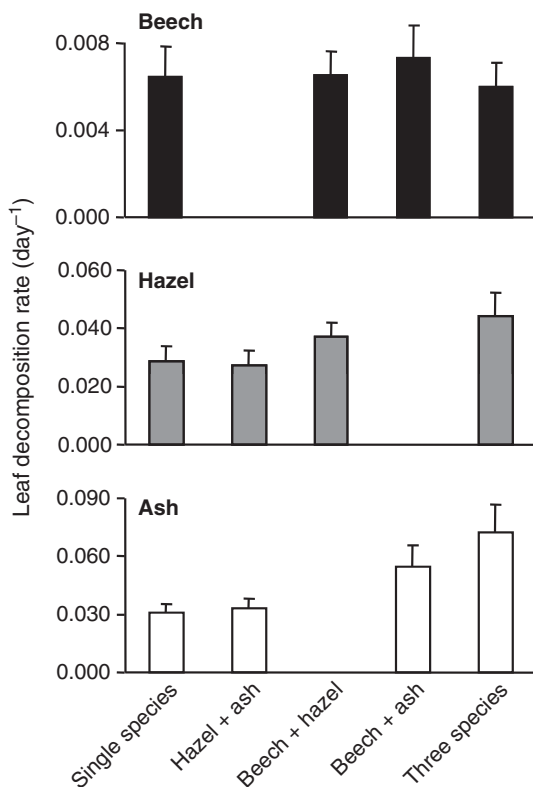 Leaf decomposition rate (day⁻¹)
Beech
0.008
0.004
0.000
Hazel
0.060
0.040
0.020
0.000
Ash
0.090
0.060
0.030
0.000
Single species
Hazel + ash
Beech + hazel
Beech + ash
Three species